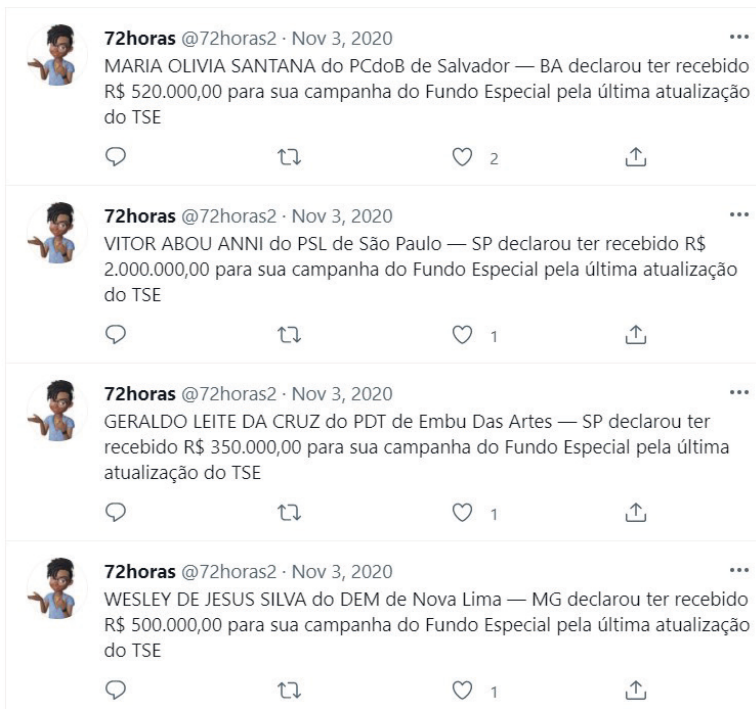 72horas @72horas2 · Nov 3, 2020
MARIA OLIVIA SANTANA do PCdoB de Salvador — BA declarou ter recebido
R$ 520.000,00 para sua campanha do Fundo Especial pela última atualização
do TSE
2
72horas @72horas2 · Nov 3, 2020
VITOR ABOU ANNI do PSL de São Paulo — SP declarou ter recebido R$
2.000.000,00 para sua campanha do Fundo Especial pela última atualização
do TSE
1
72horas @72horas2 · Nov 3, 2020
GERALDO LEITE DA CRUZ do PDT de Embu Das Artes — SP declarou ter
recebido R$ 350.000,00 para sua campanha do Fundo Especial pela última
atualização do TSE
1
72horas @72horas2 · Nov 3, 2020
WESLEY DE JESUS SILVA do DEM de Nova Lima — MG declarou ter recebido
R$ 500.000,00 para sua campanha do Fundo Especial pela última atualização
do TSE
1